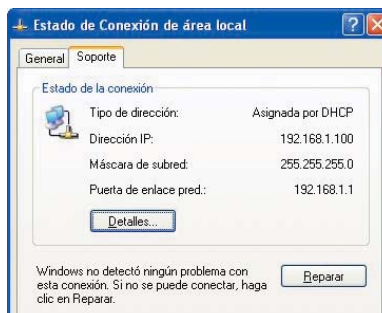 Estado de Conexión de área local
General Soporte
Estado de la conexión
Tipo de dirección: Asignada por DHCP
Dirección IP: 192.168.1.100
Máscara de subred: 255.255.255.0
Puerta de enlace pred.: 192.168.1.1
Detalles...
Windows no detectó ningún problema con
esta conexión. Si no se puede conectar, haga
clic en Reparar.
Reparar